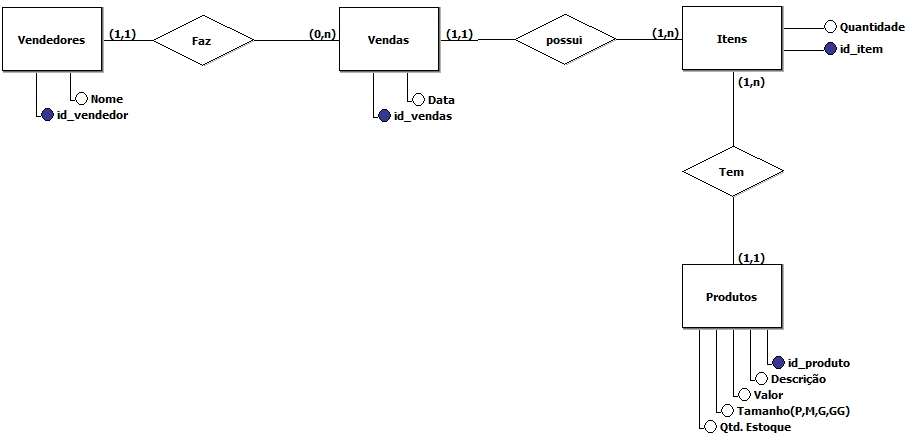 Vendedores
(1,1)
Faz
(0,n)
Vendas
(1,1)
possui
(1,n)
Itens
Quantidade
id_item
Nome
id_vendedor
Data
id_vendas
(1,n)
Tem
(1,1)
Produtos
id_produto
Descrição
Valor
Tamanho(P,M,G,GG)
Qtd. Estoque